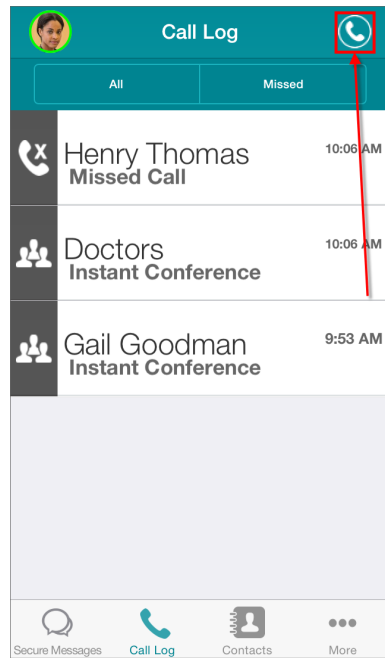 Call Log
All Missed
Henry Thomas 10:06 AM
Missed Call
Doctors 10:06 AM
Instant Conference
Gail Goodman 9:53 AM
Instant Conference
Secure Messages Call Log Contacts More